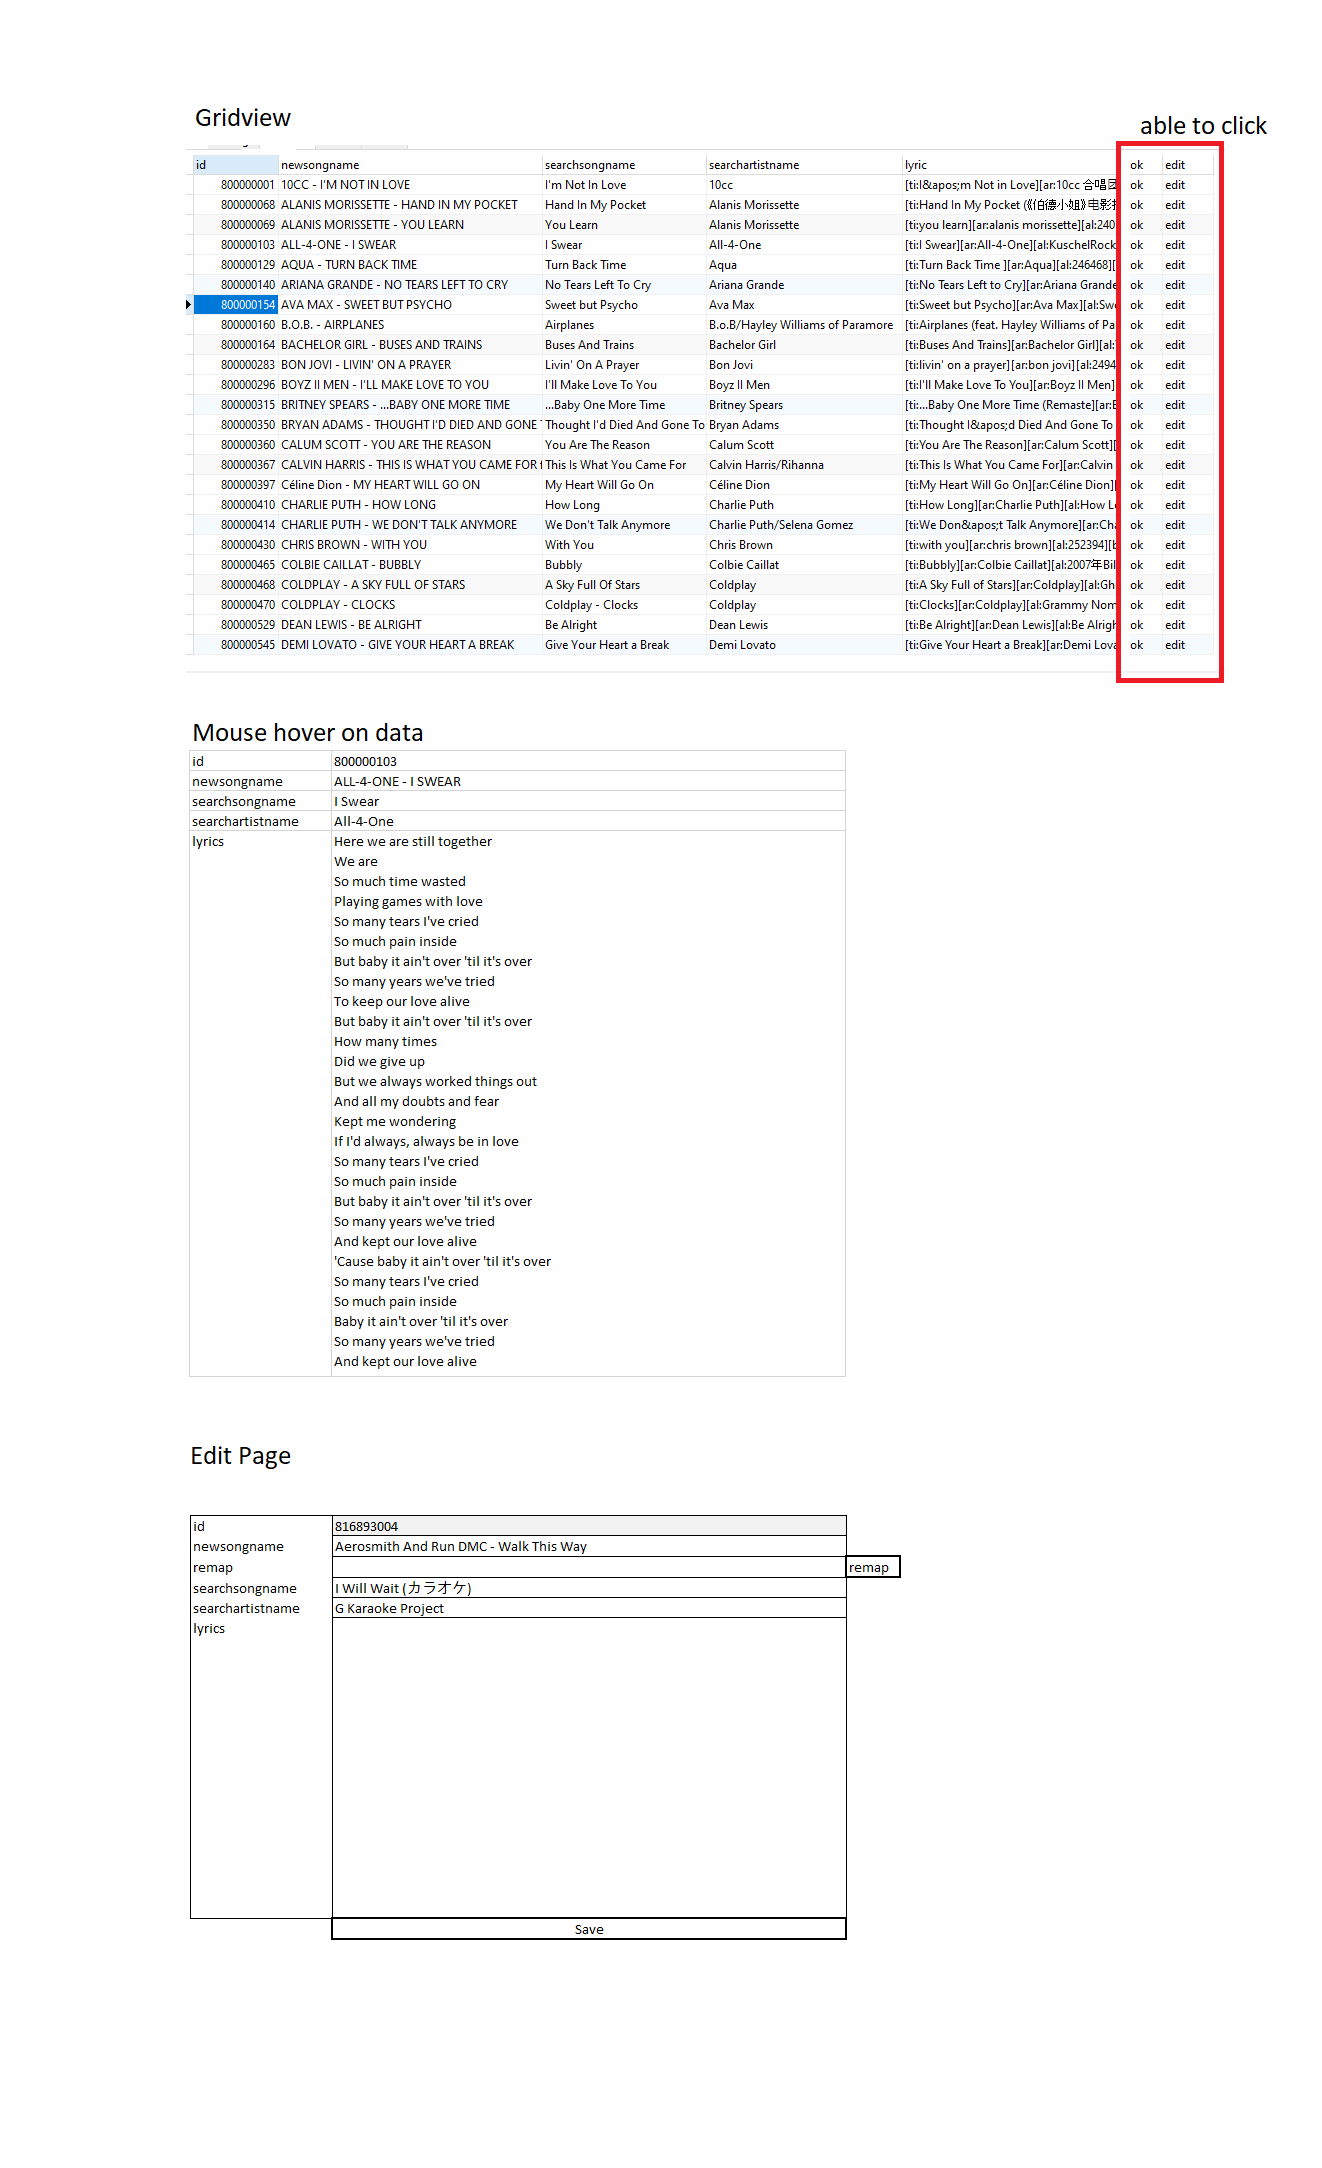 Gridview
able to click
id newsongname searchsongname searchartistname lyric ok edit
800000001 10CC - I'M NOT IN LOVE I'm Not In Love 10cc [ti:I&apos;m Not in Love][ar:10cc 合唱团 ok edit
800000068 ALANIS MORISSETTE - HAND IN MY POCKET Hand In My Pocket Alanis Morissette [ti:Hand In My Pocket (《伯德小姐》电影 ok edit
800000069 ALANIS MORISSETTE - YOU LEARN You Learn Alanis Morissette [ti:you learn][ar:alanis morissette][al:240 ok edit
800000103 ALL-4-ONE - I SWEAR I Swear All-4-One [ti:I Swear][ar:All-4-One][al:KuschelRock ok edit
800000129 AQUA - TURN BACK TIME Turn Back Time Aqua [ti:Turn Back Time ][ar:Aqua][al:246468][ ok edit
800000140 ARIANA GRANDE - NO TEARS LEFT TO CRY No Tears Left To Cry Ariana Grande [ti:No Tears Left to Cry][ar:Ariana Grande ok edit
800000154 AVA MAX - SWEET BUT PSYCHO Sweet but Psycho Ava Max [ti:Sweet but Psycho][ar:Ava Max][al:Swe ok edit
800000160 B.O.B. - AIRPLANES Airplanes B.o.B/Hayley Williams of Paramore [ti:Airplanes (feat. Hayley Williams of Pa ok edit
800000164 BACHELOR GIRL - BUSES AND TRAINS Buses And Trains Bachelor Girl [ti:Buses And Trains][ar:Bachelor Girl][al: ok edit
800000283 BON JOVI - LIVIN' ON A PRAYER Livin' On A Prayer Bon Jovi [ti:livin' on a prayer][ar:bon jovi][al:2494 ok edit
800000296 BOYZ II MEN - I'LL MAKE LOVE TO YOU I'll Make Love To You Boyz II Men [ti:I'll Make Love To You][ar:Boyz II Men] ok edit
800000315 BRITNEY SPEARS - ...BABY ONE MORE TIME ...Baby One More Time Britney Spears [ti:...Baby One More Time (Remaste][ar:B ok edit
800000350 BRYAN ADAMS - THOUGHT I'D DIED AND GONE Thought I'd Died And Gone To Bryan Adams [ti:Thought I&apos;d Died And Gone To ok edit
800000360 CALUM SCOTT - YOU ARE THE REASON You Are The Reason Calum Scott [ti:You Are The Reason][ar:Calum Scott][ ok edit
800000367 CALVIN HARRIS - THIS IS WHAT YOU CAME FOR This Is What You Came For Calvin Harris/Rihanna [ti:This Is What You Came For][ar:Calvin ok edit
800000397 Céline Dion - MY HEART WILL GO ON My Heart Will Go On Céline Dion [ti:My Heart Will Go On][ar:Céline Dion][ ok edit
800000410 CHARLIE PUTH - HOW LONG How Long Charlie Puth [ti:How Long][ar:Charlie Puth][al:How L ok edit
800000414 CHARLIE PUTH - WE DON'T TALK ANYMORE We Don't Talk Anymore Charlie Puth/Selena Gomez [ti:We Don&apos;t Talk Anymore][ar:Cha ok edit
800000430 CHRIS BROWN - WITH YOU With You Chris Brown [ti:with you][ar:chris brown][al:252394][b ok edit
800000465 COLBIE CAILLAT - BUBBLY Bubbly Colbie Caillat [ti:Bubbly][ar:Colbie Caillat][al:2007年Bil ok edit
800000468 COLDPLAY - A SKY FULL OF STARS A Sky Full Of Stars Coldplay [ti:A Sky Full of Stars][ar:Coldplay][al:Gh ok edit
800000470 COLDPLAY - CLOCKS Coldplay - Clocks Coldplay [ti:Clocks][ar:Coldplay][al:Grammy Nom ok edit
800000529 DEAN LEWIS - BE ALRIGHT Be Alright Dean Lewis [ti:Be Alright][ar:Dean Lewis][al:Be Alrigh ok edit
800000545 DEMI LOVATO - GIVE YOUR HEART A BREAK Give Your Heart a Break Demi Lovato [ti:Give Your Heart a Break][ar:Demi Lova ok edit
Mouse hover on data
id 800000103
newsongname ALL-4-ONE - I SWEAR
searchsongname I Swear
searchartistname All-4-One
lyrics Here we are still together
We are
So much time wasted
Playing games with love
So many tears I've cried
So much pain inside
But baby it ain't over 'til it's over
So many years we've tried
To keep our love alive
But baby it ain't over 'til it's over
How many times
Did we give up
But we always worked things out
And all my doubts and fear
Kept me wondering
If I'd always, always be in love
So many tears I've cried
So much pain inside
But baby it ain't over 'til it's over
So many years we've tried
And kept our love alive
'Cause baby it ain't over 'til it's over
So many tears I've cried
So much pain inside
Baby it ain't over 'til it's over
So many years we've tried
And kept our love alive
Edit Page
id 816893004
newsongname Aerosmith And Run DMC - Walk This Way
remap remap
searchsongname I Will Wait (カラオケ)
searchartistname G Karaoke Project
lyrics
Save